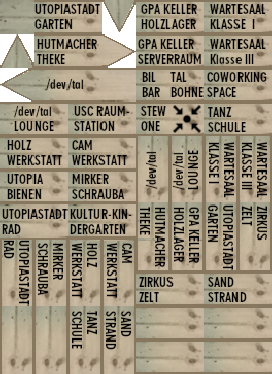 UTOPIASTADT
GARTEN
GPA KELLER
HOLZLAGER
WARTESAAL
KLASSE I
HUTMACHER
THEKE
GPA KELLER
SERVERRAUM
WARTESAAL
Klasse III
/dev/tal
BIL TAL
BAR BOHNE
COWORKING
SPACE
/dev/tal
LOUNGE
USC RAUM-
STATION
STEW
ONE
TANZ
SCHULE
HOLZ
WERKSTATT
CAM
WERKSTATT
UTOPIA
BIENEN
MIRKER
SCHRAUBA
UTOPIASTADT
RAD
KULTUR-KIN-
DERGARTEN
/dev/tal
/dev/tal
LOUNGE
WARTESAAL
KLASSE I
WARTESAAL
KLASSE III
HUTMACHER
THEKE
GPA KELLER
HOLZLAGER
UTOPIASTADT
GARTEN
ZIRKUS
ZELT
UTOPIASTADT
RAD
MIRKER
SCHRAUBA
HOLZ
WERKSTATT
CAM
WERKSTATT
TANZ
SCHULE
SAND
STRAND
ZIRKUS
ZELT
SAND
STRAND